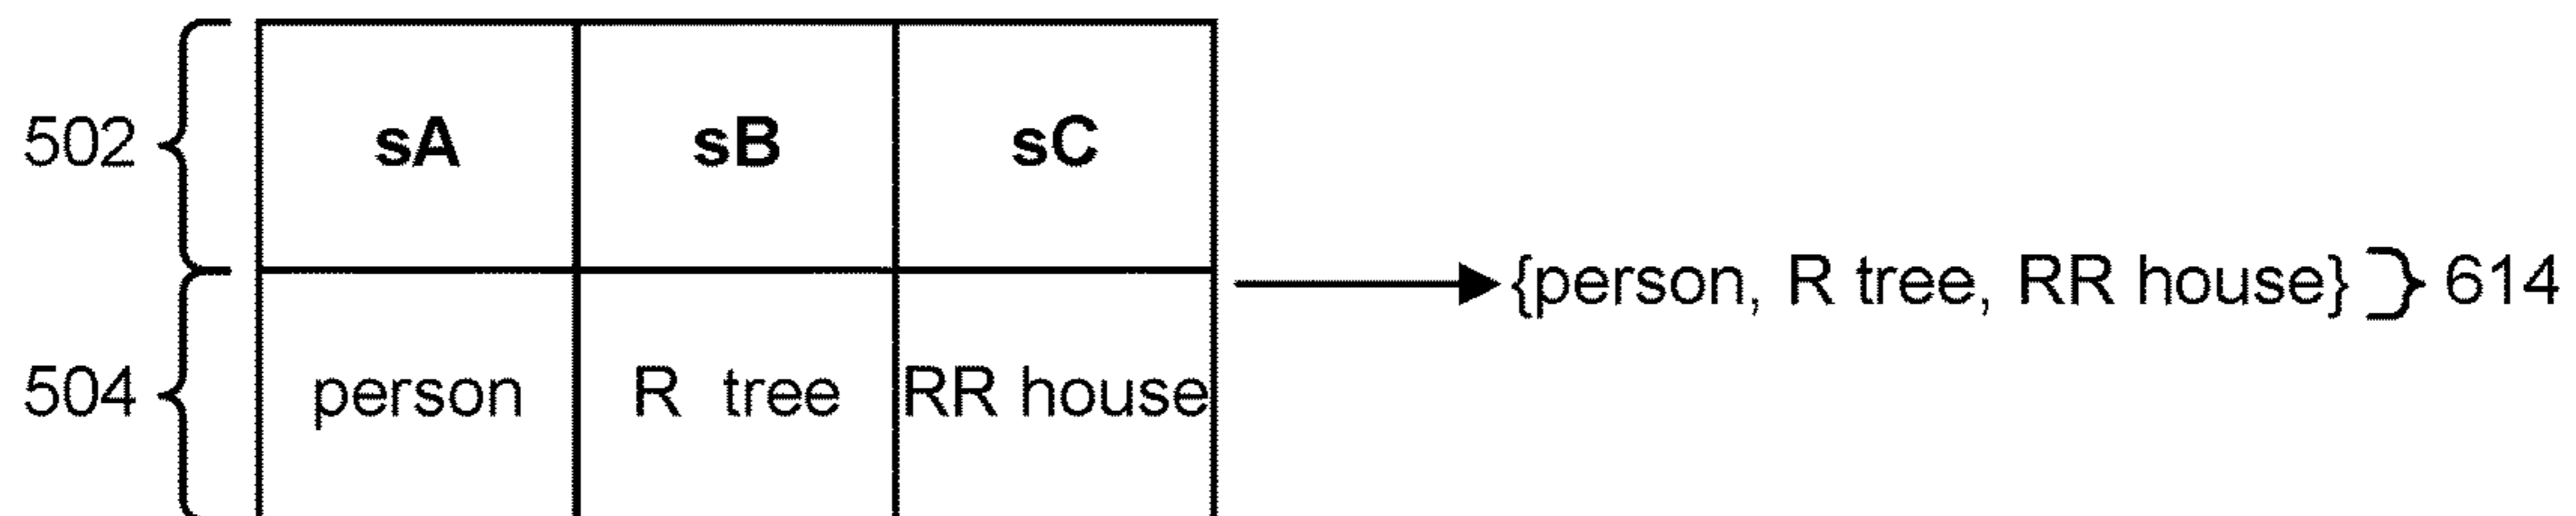 502 sA sB sC
{person, R tree, RR house} 614
504 person R tree RR house